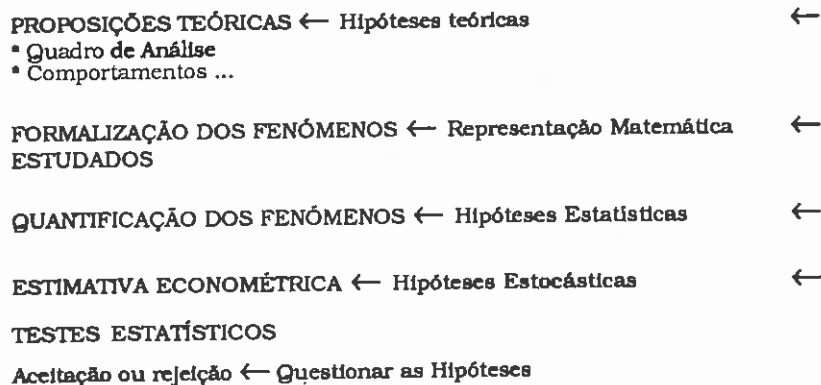 PROPOSIÇÕES TEÓRICAS ← Hipóteses teóricas ←
▪ Quadro de Análise
▪ Comportamentos ...
FORMALIZAÇÃO DOS FENÓMENOS ← Representação Matemática ←
ESTUDADOS
QUANTIFICAÇÃO DOS FENÓMENOS ← Hipóteses Estatísticas ←
ESTIMATIVA ECONOMÉTRICA ← Hipóteses Estocásticas ←
TESTES ESTATÍSTICOS
Aceitação ou rejeição ← Questionar as Hipóteses